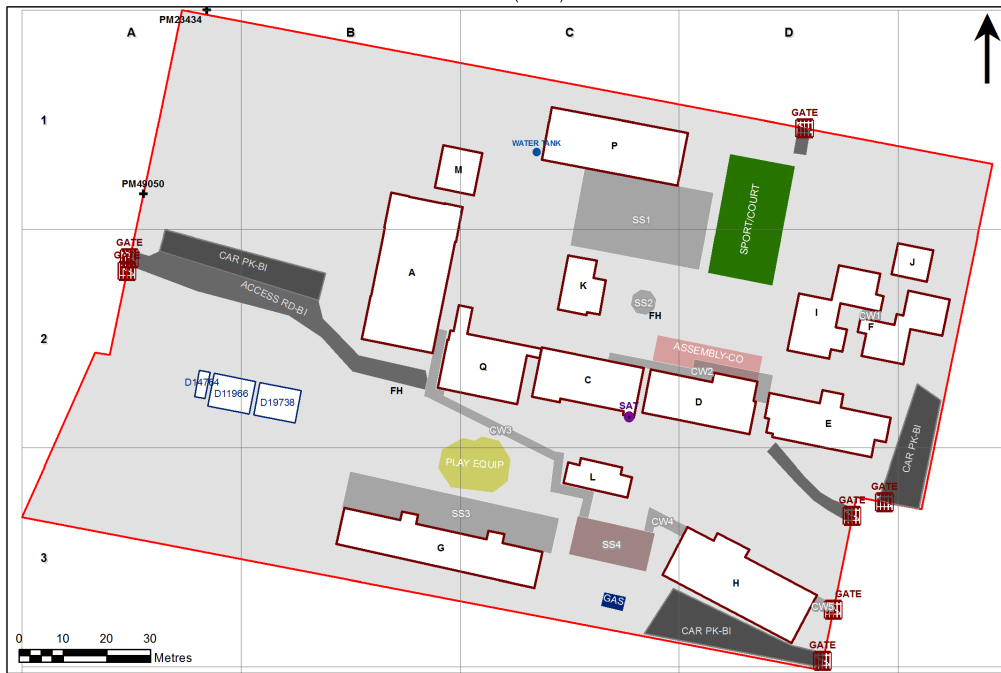 PM23434
A
B
C
D
GATE
1
WATER TANK
P
M
PM49050
SPORT/COURT
SS1
GATE
GATE
CAR PK-BI
ACCESS RD-BI
A
K
J
SS2
FH
I
CW1
F
2
ASSEMBLY-CO
Q
C
CW2
D
D14764
D11966
D19738
FH
SAT
E
CW3
CAR PK-BI
PLAY EQUIP
L
GATE
GATE
SS3
CW4
G
SS4
3
H
GAS
GATE
CW5
CAR PK-BI
GATE
0 10 20 30
Metres